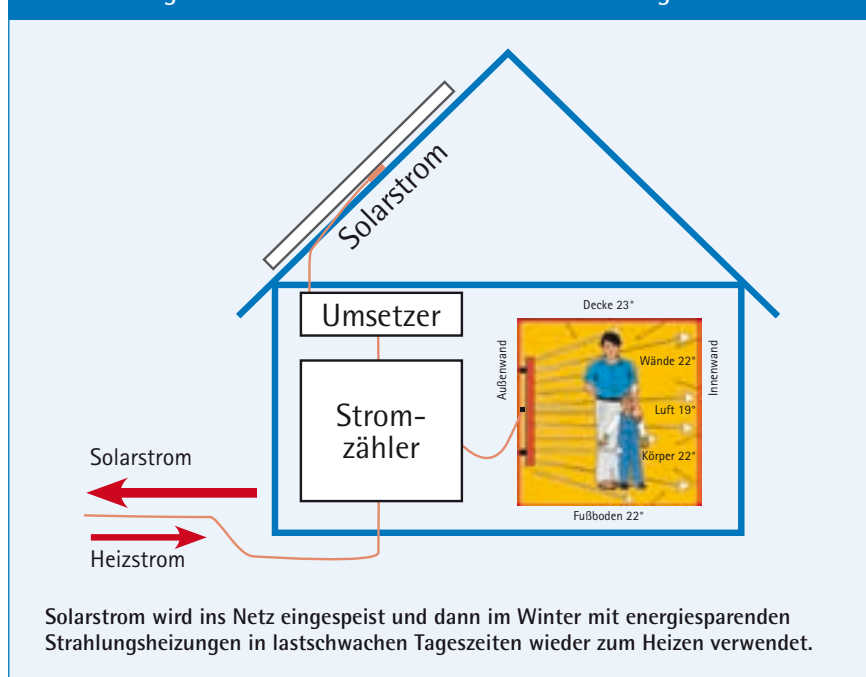 Solarstrom
Umsetzer
Strom-
zähler
Decke 23°
Außenwand
Wände 22°
Innenwand
Luft 19°
Körper 22°
Fußboden 22°
Solarstrom
Heizstrom
Solarstrom wird ins Netz eingespeist und dann im Winter mit energiesparenden
Strahlungsheizungen in lastschwachen Tageszeiten wieder zum Heizen verwendet.